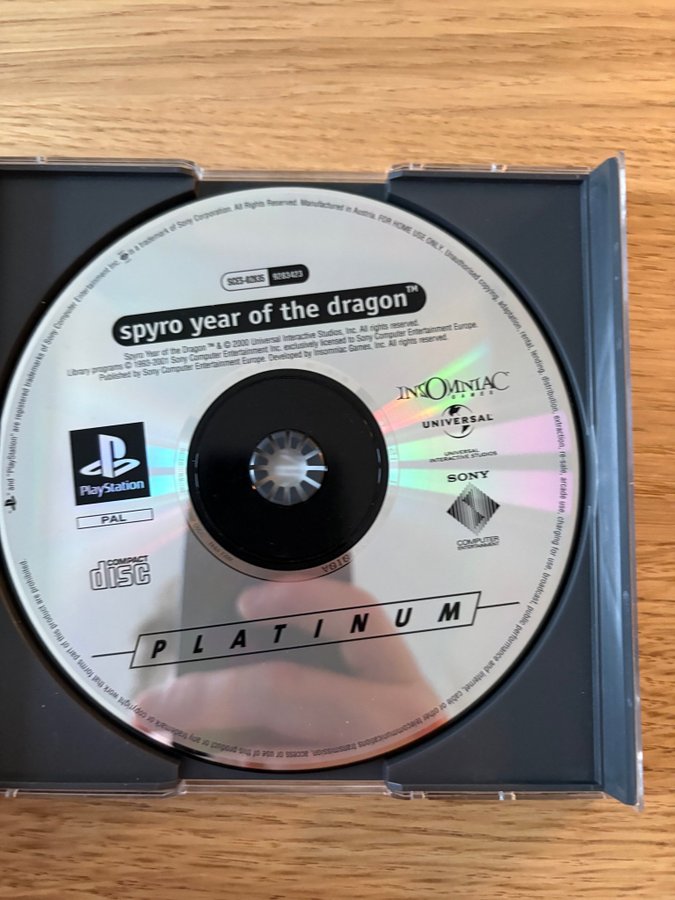 SCES-02835 9283423
spyro year of the dragon™
Spyro Year of the Dragon ™ & © 2000 Universal Interactive Studios, Inc. All rights reserved.
Library programs © 1993-2001 Sony Computer Entertainment Inc. exclusively licensed to Sony Computer Entertainment Europe.
Published by Sony Computer Entertainment Europe. Developed by Insomniac Games, Inc. All rights reserved.
INSOMNIAC
GAMES
UNIVERSAL
UNIVERSAL
INTERACTIVE STUDIOS
SONY
COMPUTER
ENTERTAINMENT
PlayStation
PAL
COMPACT
disc
PLATINUM
and "PlayStation" are registered trademarks of Sony Computer Entertainment Inc. is a trademark of Sony Corporation. All Rights Reserved. Manufactured in Austria. FOR HOME USE ONLY. Unauthorised copying, adaptation, rental, lending, distribution, extraction, re-sale, arcade use, charging for use, broadcast, public performance and internet, cable or other telecommunications transmission, access or use of this product or any trademark or copyright work that forms part of this product are prohibited.